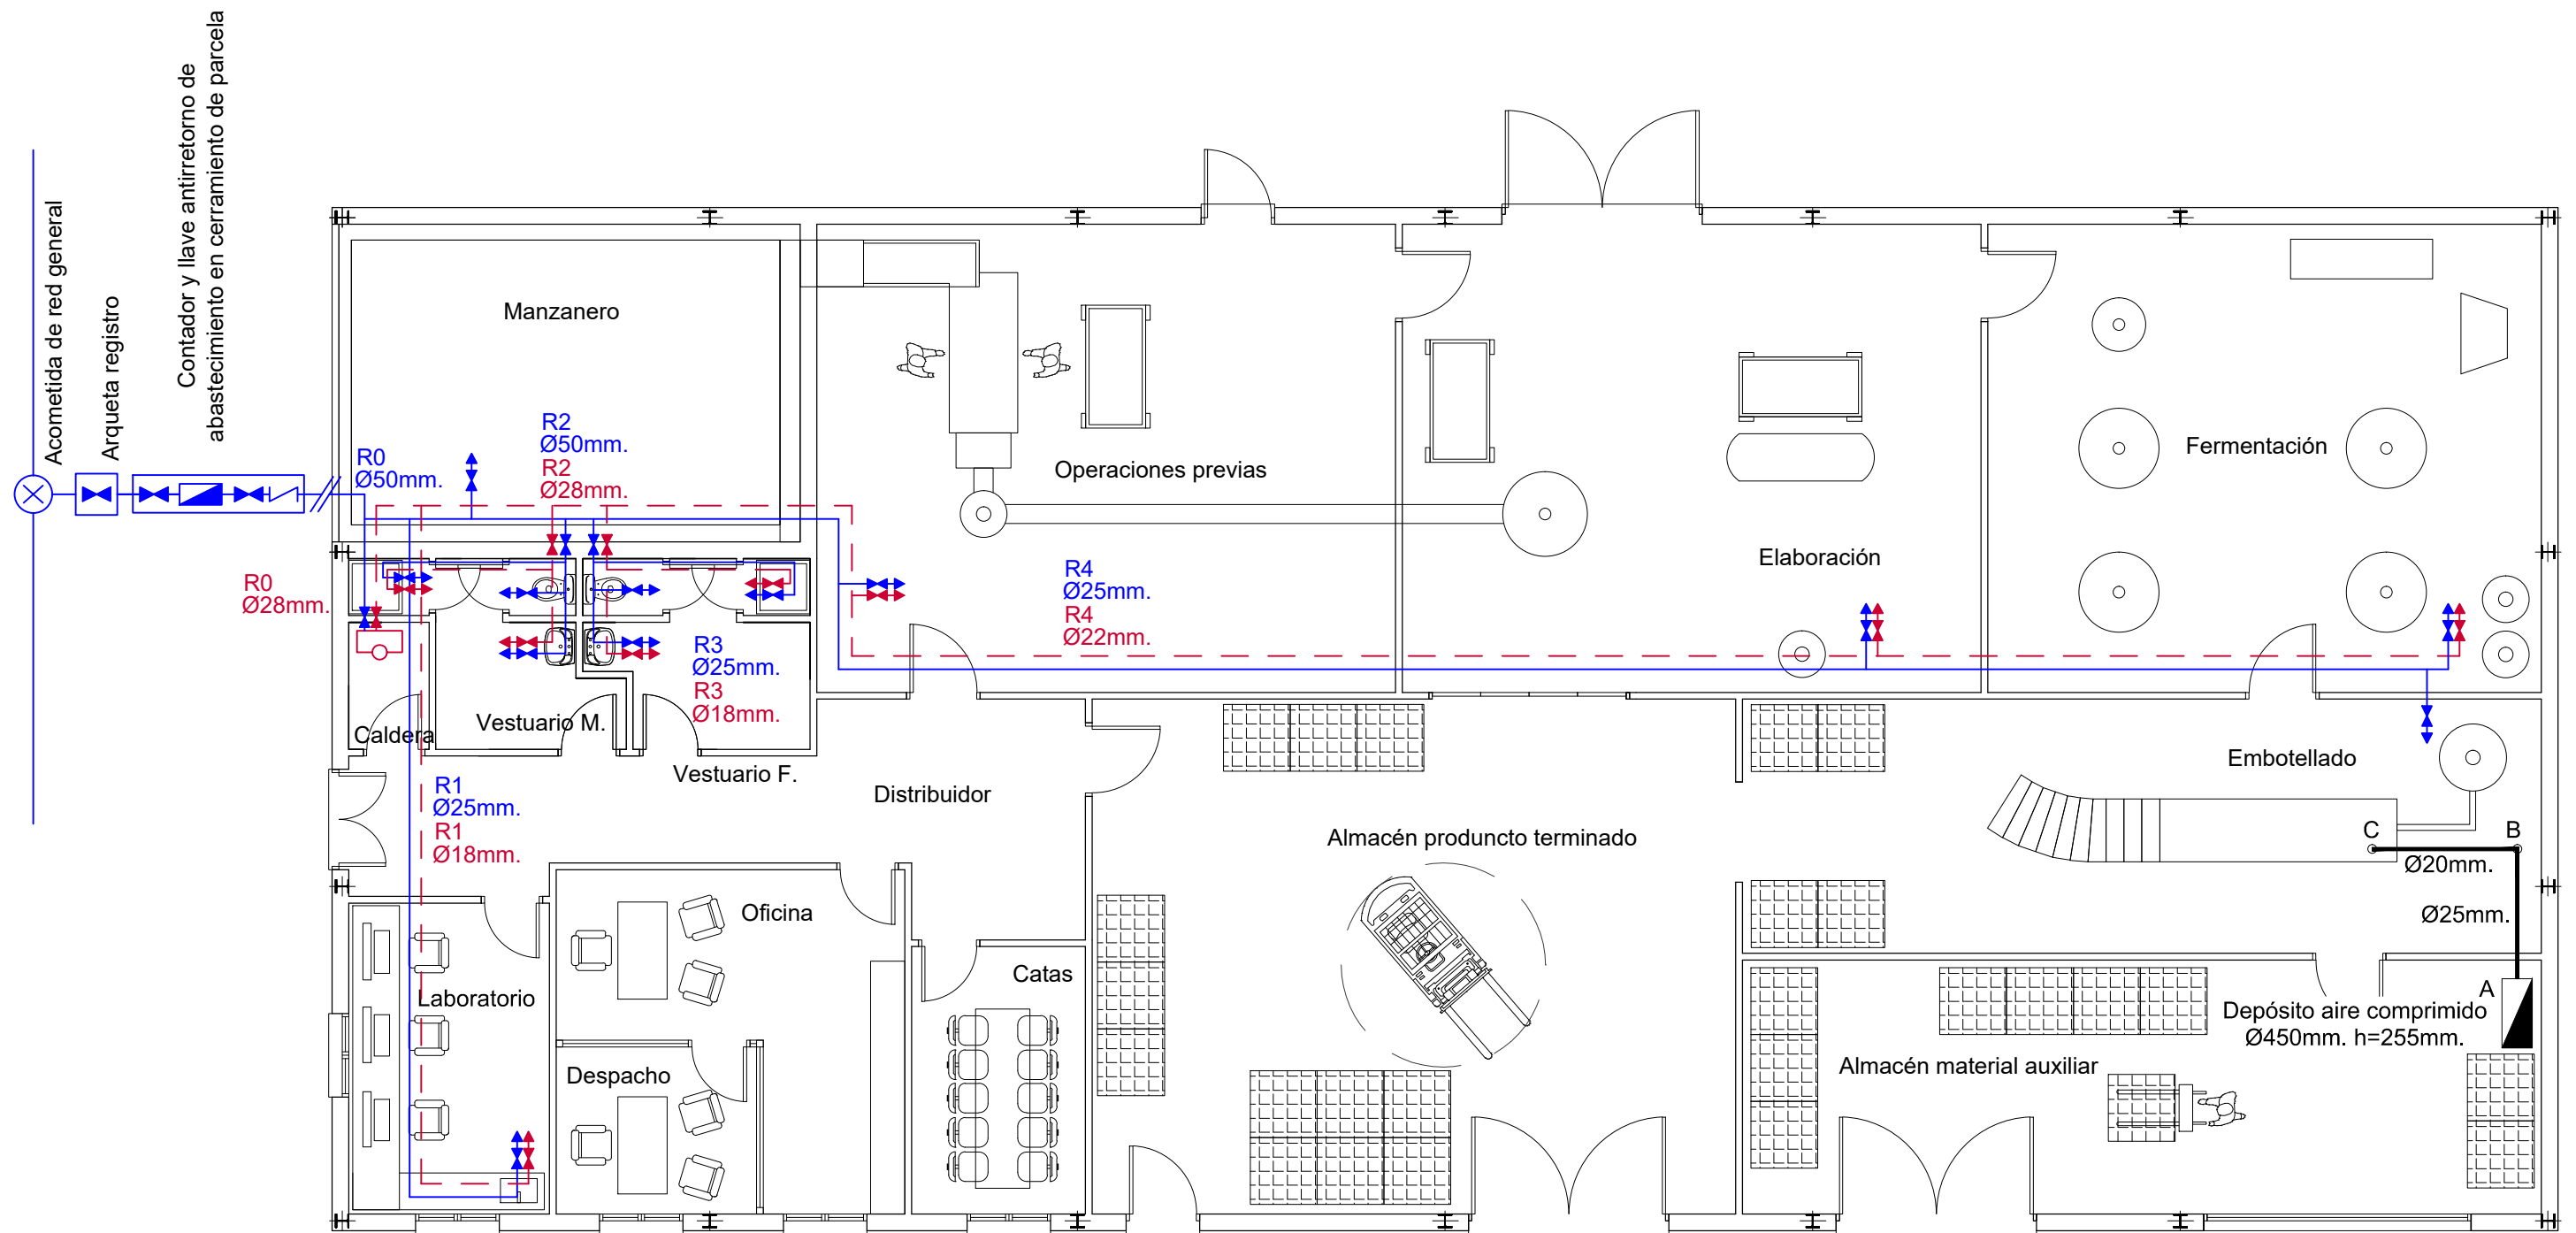 Acometida de red general
Arqueta registro
Contador y llave antirretorno de
abastecimiento en cerramiento de parcela
R0
Ø50mm.
R2
Ø50mm.
R2
Ø28mm.
Manzanero
Operaciones previas
Elaboración
Fermentación
R0
Ø28mm.
R3
Ø25mm.
R3
Ø18mm.
R4
Ø25mm.
R4
Ø22mm.
Caldera
Vestuario M.
Vestuario F.
R1
Ø25mm.
R1
Ø18mm.
Distribuidor
Almacén produncto terminado
Embotellado
C
B
Ø20mm.
Ø25mm.
Oficina
Laboratorio
Catas
Despacho
A
Depósito aire comprimido
Ø450mm. h=255mm.
Almacén material auxiliar